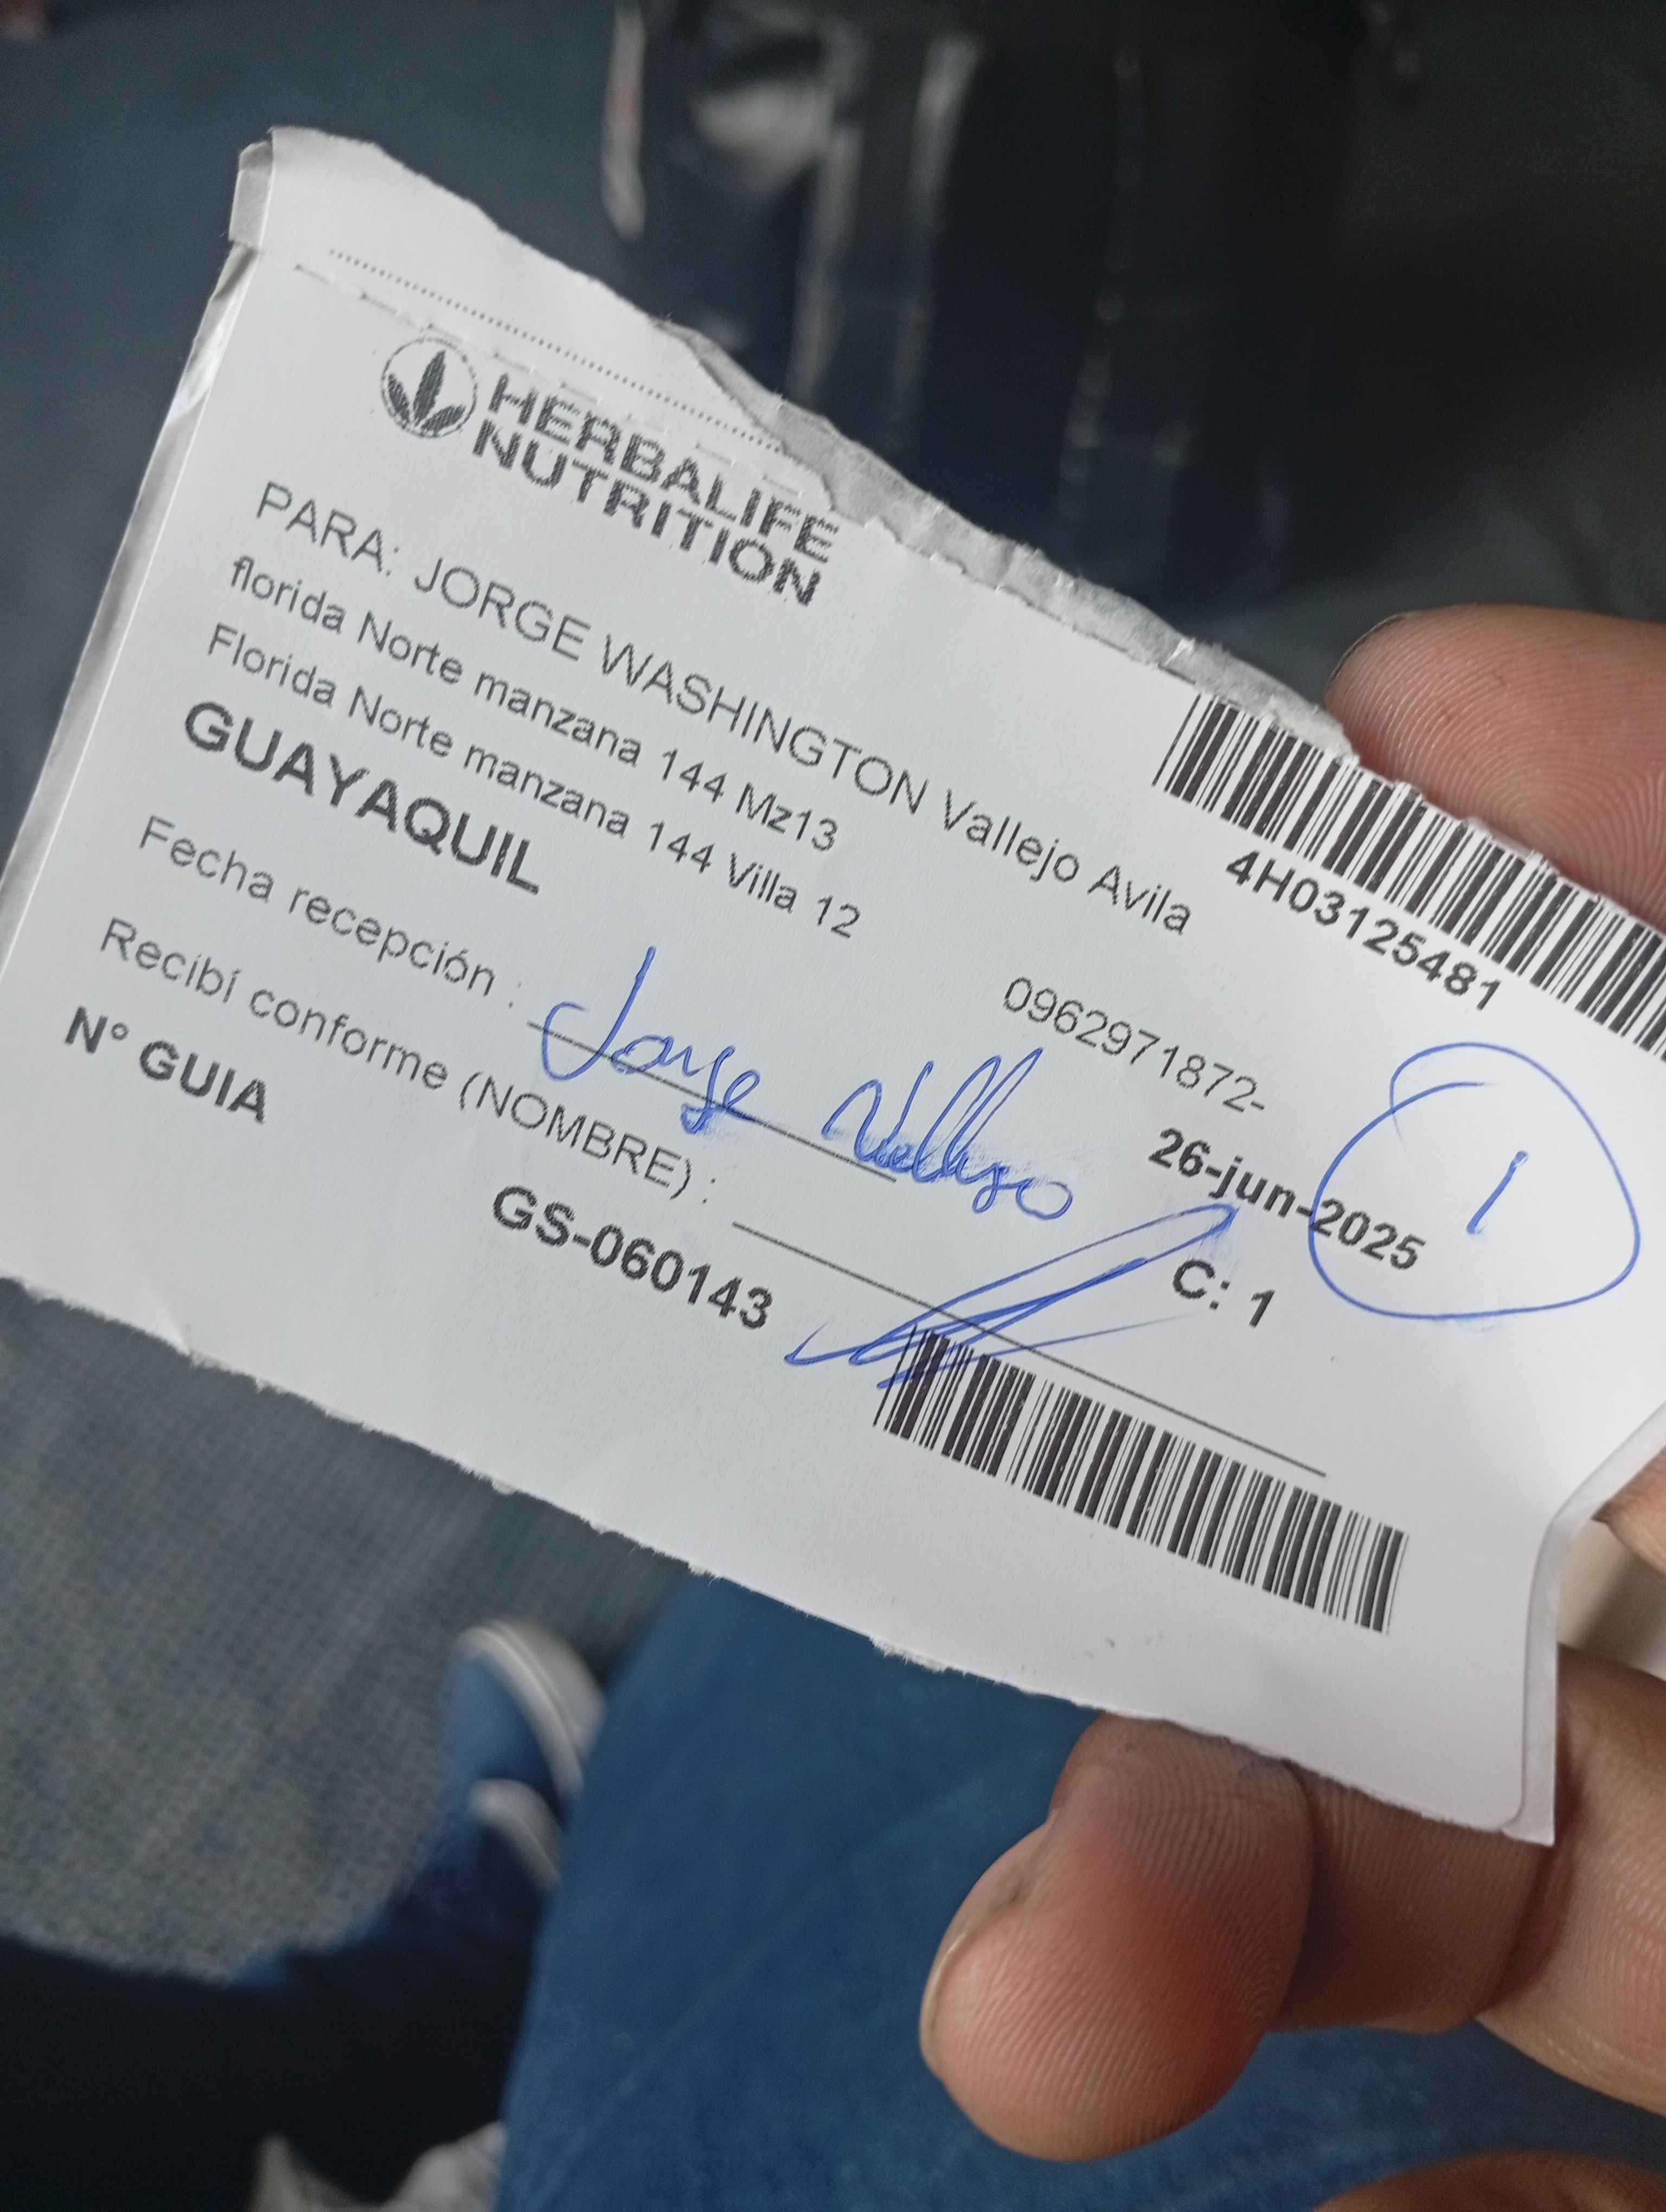 HERBALIFE
NUTRITION
4H03125481
PARA: JORGE WASHINGTON Vallejo Avila
florida Norte manzana 144 Mz13
Florida Norte manzana 144 Villa 12
GUAYAQUIL
0962971872-
Fecha recepción :
Jorge Vallejo
26-jun-2025
1
Recibí conforme (NOMBRE) :
C: 1
N° GUIA
GS-060143